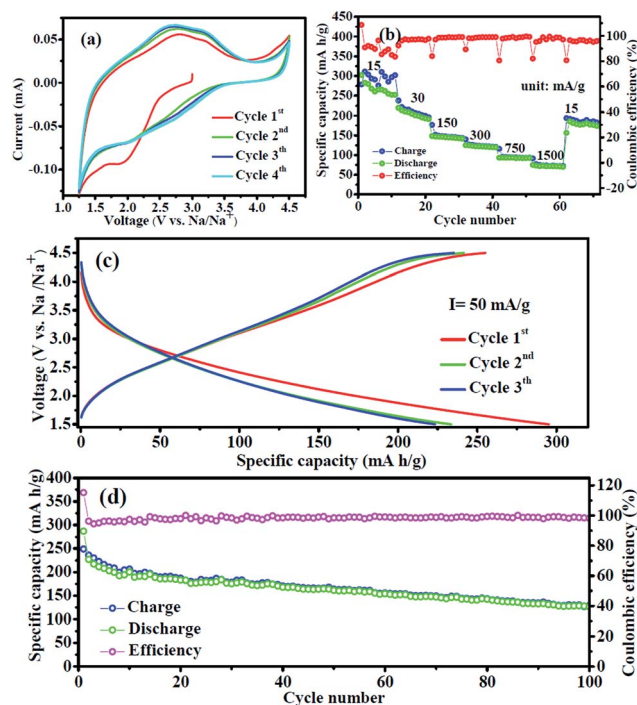 (a)
Current (mA)
0.05
0.00
-0.05
-0.10
Cycle 1st
Cycle 2nd
Cycle 3th
Cycle 4th
1.0 1.5 2.0 2.5 3.0 3.5 4.0 4.5
Voltage (V vs. Na/Na+)
(b)
Specific capacity (mA h/g)
450
400
350
300
250
200
150
100
50
0
15
unit: mA/g
30
150
300
750
1500
15
Charge
Discharge
Efficiency
0 20 40 60
Cycle number
100
80
60
40
20
0
-20
Coulombic efficiency (%)
(c)
Voltage (V vs. Na /Na+)
4.5
4.0
3.5
3.0
2.5
2.0
1.5
I= 50 mA/g
Cycle 1st
Cycle 2nd
Cycle 3th
0 50 100 150 200 250 300
Specific capacity (mA h/g)
(d)
Specific capacity (mA h/g)
400
350
300
250
200
150
100
50
0
Charge
Discharge
Efficiency
0 20 40 60 80 100
Cycle number
120
100
80
60
40
20
0
Coulombic efficiency (%)